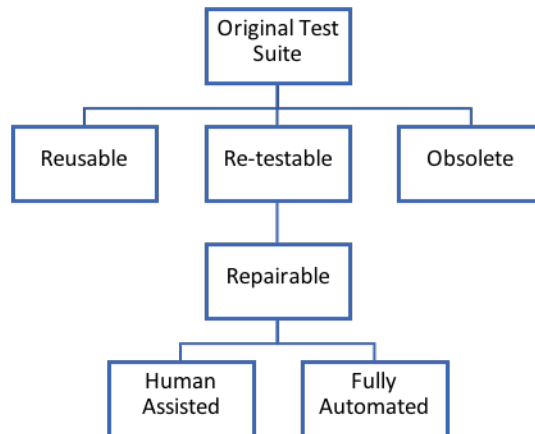 Original Test
Suite
Reusable
Re-testable
Obsolete
Repairable
Human
Assisted
Fully
Automated